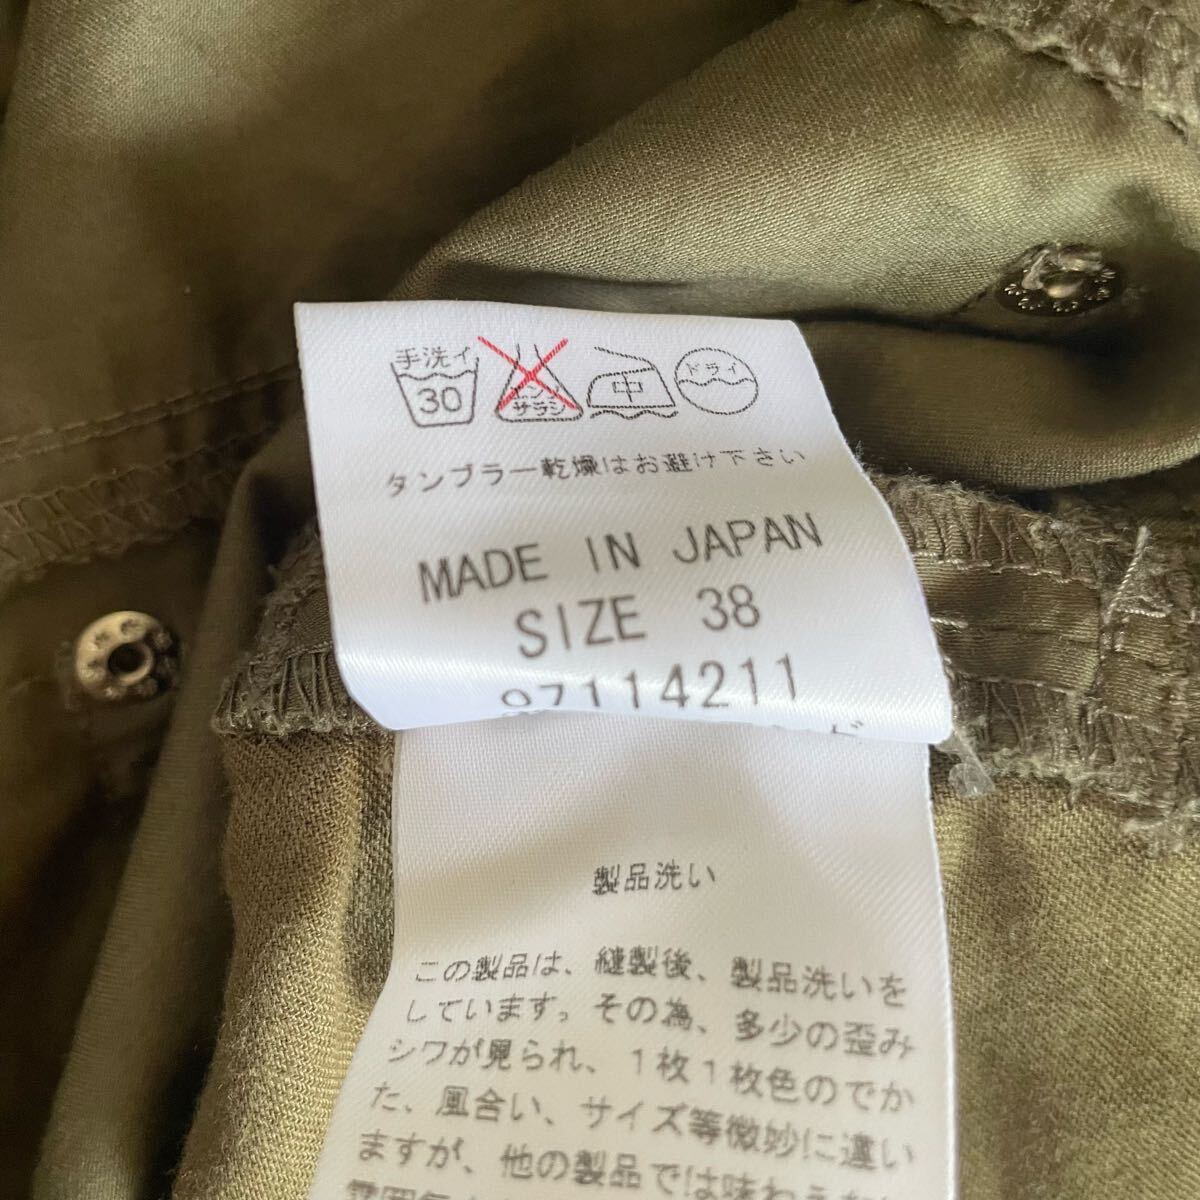 手洗イ
30
エンソ
サラシ
中
ドライ
タンブラー乾燥はお避け下さい
MADE IN JAPAN
SIZE 38
97114211
製品洗い
この製品は、縫製後、製品洗いを
しています。その為、多少の歪み
シワが見られ、1枚1枚色のでか
た、風合い、サイズ等微妙に違い
ますが、他の製品では味わえない
雰囲気